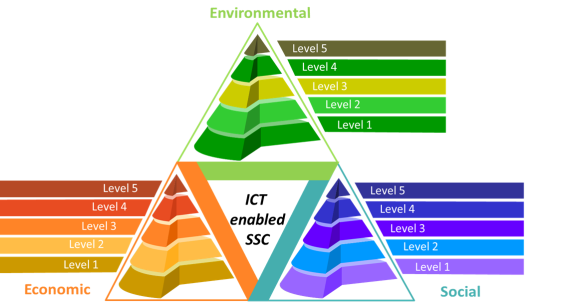 Environmental
Level 5
Level 4
Level 3
Level 2
Level 1
Level 5
Level 4
Level 3
Level 2
Level 1
Economic
ICT
enabled
SSC
Level 5
Level 4
Level 3
Level 2
Level 1
Social